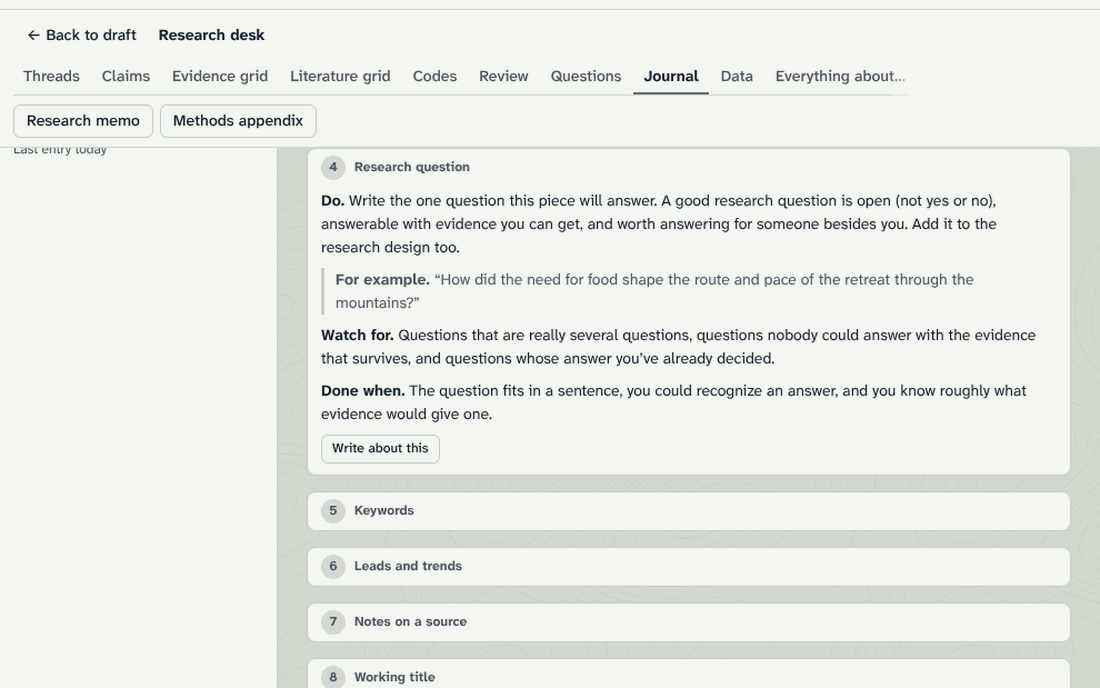 ← Back to draft Research desk
Threads Claims Evidence grid Literature grid Codes Review Questions Journal Data Everything about...
Research memo Methods appendix
Last entry today
4 Research question
Do. Write the one question this piece will answer. A good research question is open (not yes or no),
answerable with evidence you can get, and worth answering for someone besides you. Add it to the
research design too.
For example. “How did the need for food shape the route and pace of the retreat through the
mountains?”
Watch for. Questions that are really several questions, questions nobody could answer with the evidence
that survives, and questions whose answer you’ve already decided.
Done when. The question fits in a sentence, you could recognize an answer, and you know roughly what
evidence would give one.
Write about this
5 Keywords
6 Leads and trends
7 Notes on a source
8 Working title